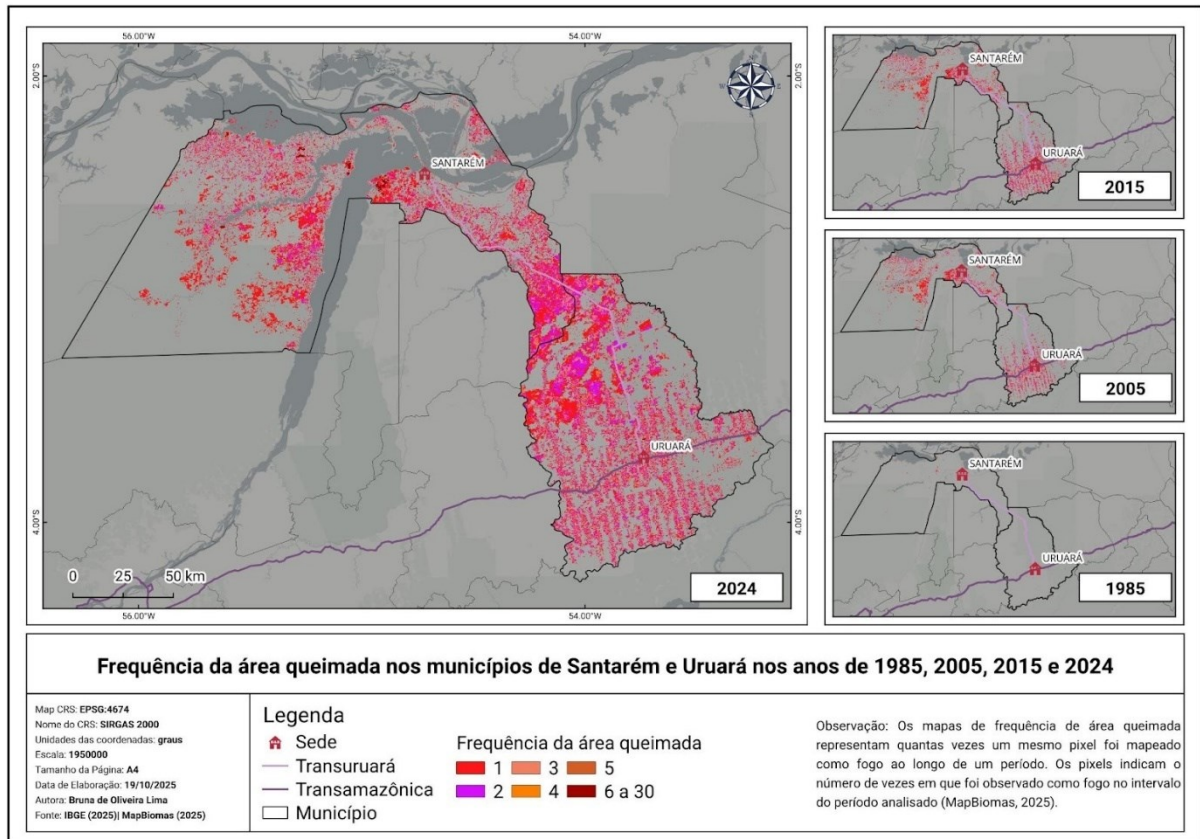 56.00°W
54.00°W
2.00°S
2.00°S
SANTARÉM
URUARÁ
4.00°S
4.00°S
0 25 50 km
2024
56.00°W
54.00°W
SANTARÉM
URUARÁ
2015
SANTARÉM
URUARÁ
2005
SANTARÉM
URUARÁ
1985
Frequência da área queimada nos municípios de Santarém e Uruará nos anos de 1985, 2005, 2015 e 2024
Map CRS: EPSG:4674
Nome do CRS: SIRGAS 2000
Unidades das coordenadas: graus
Escala: 1950000
Tamanho da Página: A4
Data de Elaboração: 19/10/2025
Autora: Bruna de Oliveira Lima
Fonte: IBGE (2025)| MapBiomas (2025)
Legenda
Sede
Transuruará
Transamazônica
Município
Frequência da área queimada
1 3 5
2 4 6 a 30
Observação: Os mapas de frequência de área queimada
representam quantas vezes um mesmo pixel foi mapeado
como fogo ao longo de um período. Os pixels indicam o
número de vezes em que foi observado como fogo no intervalo
do período analisado (MapBiomas, 2025).